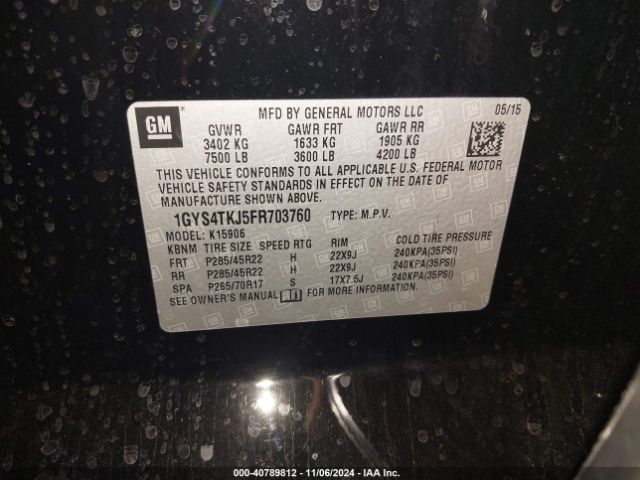 GM
MFD BY GENERAL MOTORS LLC 05/15
GVWR GAWR FRT GAWR RR
3402 KG 1633 KG 1905 KG
7500 LB 3600 LB 4200 LB
THIS VEHICLE CONFORMS TO ALL APPLICABLE U.S. FEDERAL MOTOR
VEHICLE SAFETY STANDARDS IN EFFECT ON THE DATE OF
MANUFACTURE SHOWN ABOVE.
1GYS4TKJ5FR703760 TYPE: M.P.V.
MODEL: K15906
KBNM TIRE SIZE SPEED RTG RIM COLD TIRE PRESSURE
FRT P285/45R22 H 22X9J 240KPA(35PSI)
RR P285/45R22 H 22X9J 240KPA(35PSI)
SPA P265/70R17 S 17X7.5J 240KPA(35PSI)
SEE OWNER'S MANUAL FOR MORE INFORMATION.
000-40789812 - 11/06/2024 - IAA Inc.